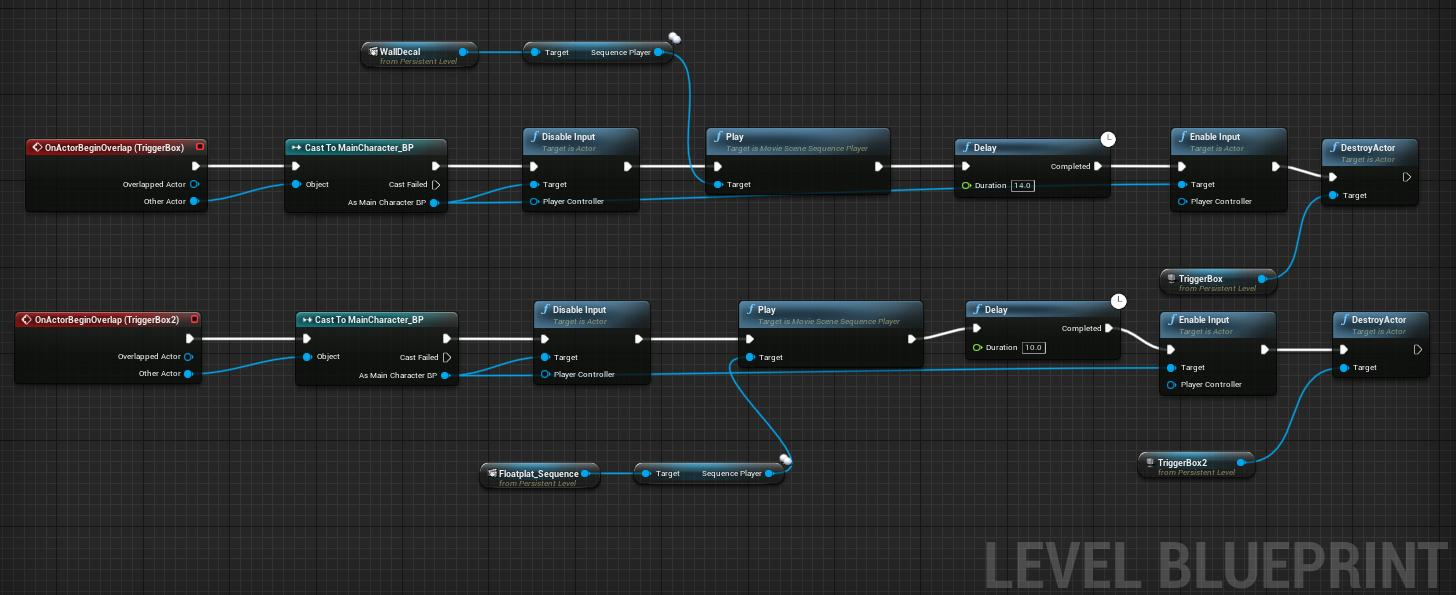 WallDecal
from Persistent Level
Target Sequence Player
OnActorBeginOverlap (TriggerBox)
Overlapped Actor
Other Actor
Cast To MainCharacter_BP
Object
Cast Failed
As Main Character BP
Disable Input
Target is Actor
Target
Player Controller
Play
Target is Movie Scene Sequence Player
Target
Delay
Completed
Duration 14.0
Enable Input
Target is Actor
Target
Player Controller
DestroyActor
Target is Actor
Target
TriggerBox
from Persistent Level
OnActorBeginOverlap (TriggerBox2)
Overlapped Actor
Other Actor
Cast To MainCharacter_BP
Object
Cast Failed
As Main Character BP
Disable Input
Target is Actor
Target
Player Controller
Play
Target is Movie Scene Sequence Player
Target
Delay
Completed
Duration 10.0
Enable Input
Target is Actor
Target
Player Controller
DestroyActor
Target is Actor
Target
Floatplat_Sequence
from Persistent Level
Target Sequence Player
TriggerBox2
from Persistent Level
LEVEL BLUEPRINT